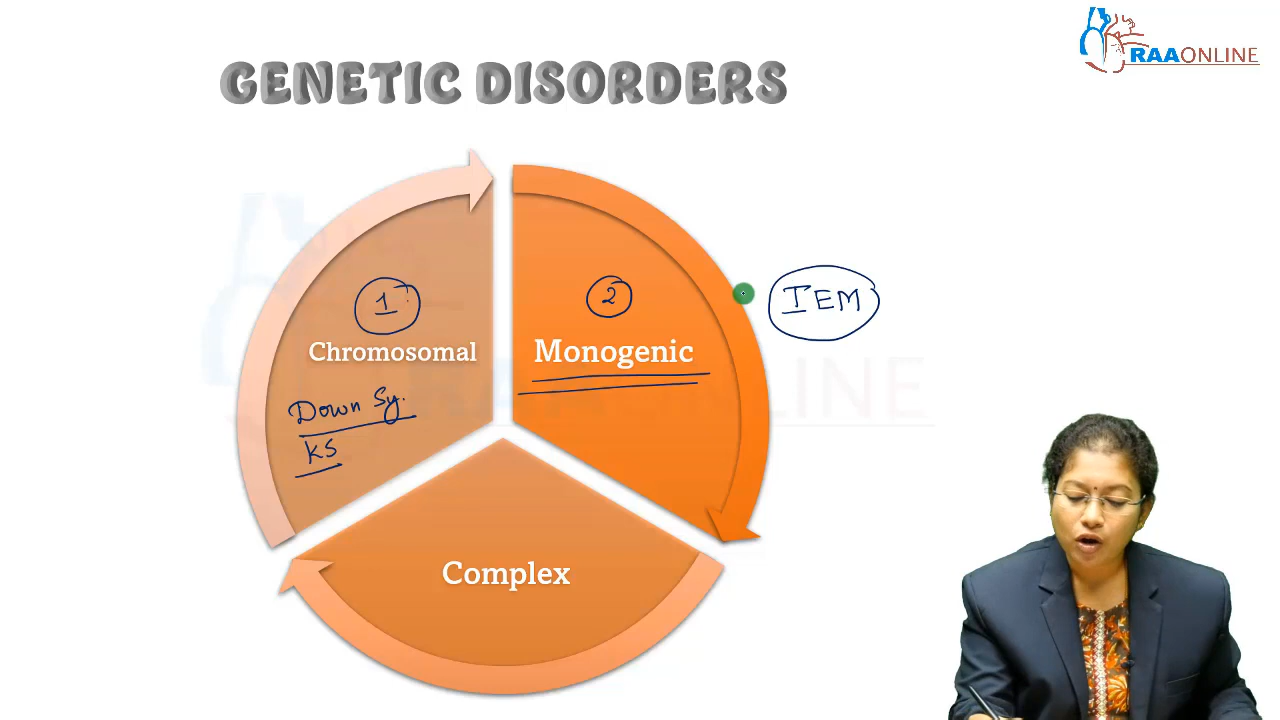 RAAONLINE
GENETIC DISORDERS
1
2
IEM
Chromosomal
Monogenic
Down Sy.
KS
Complex